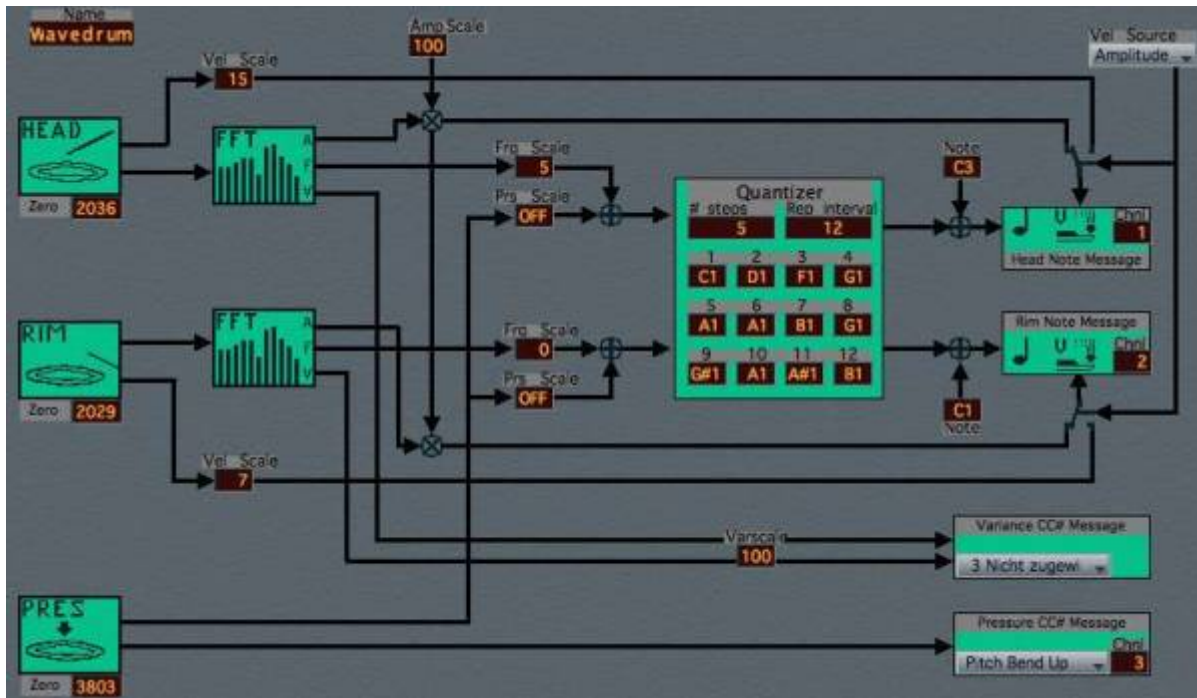 Name
Wavedrum
Amp Scale
100
Vel Source
Amplitude
Vel Scale
15
HEAD
Zero 2036
FFT
A
F
V
Frq Scale
5
Prs Scale
OFF
Quantizer
# steps Rep interval
5 12
1 2 3 4
C1 D1 F1 G1
5 6 7 8
A1 A1 B1 G1
9 10 11 12
G#1 A1 A#1 B1
Note
C3
Chnl
1
Head Note Message
RIM
Zero 2029
FFT
A
F
V
Frq Scale
0
Prs Scale
OFF
C1
Note
Rim Note Message
Chnl
2
Vel Scale
7
Varscale
100
Variance CC# Message
3 Nicht zugewi
PRES
Zero 3803
Pressure CC# Message
Chnl
Pitch Bend Up 3